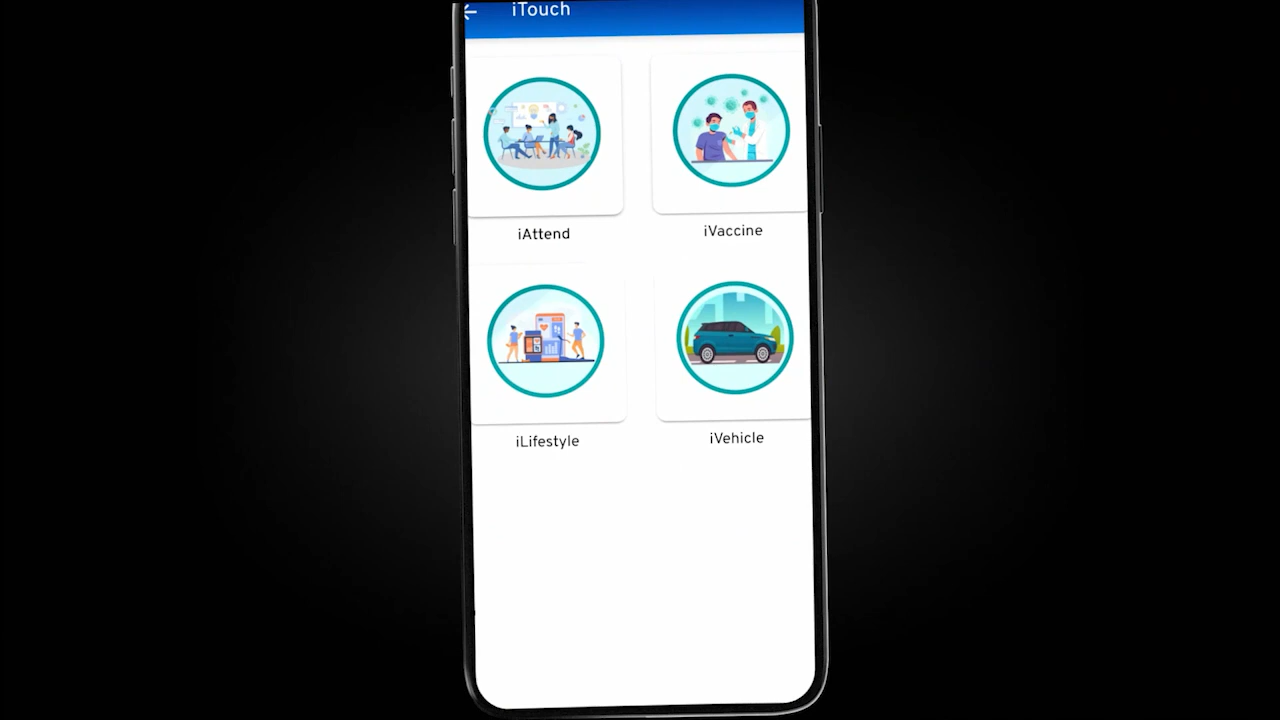 iTouch
iAttend
iVaccine
iLifestyle
iVehicle